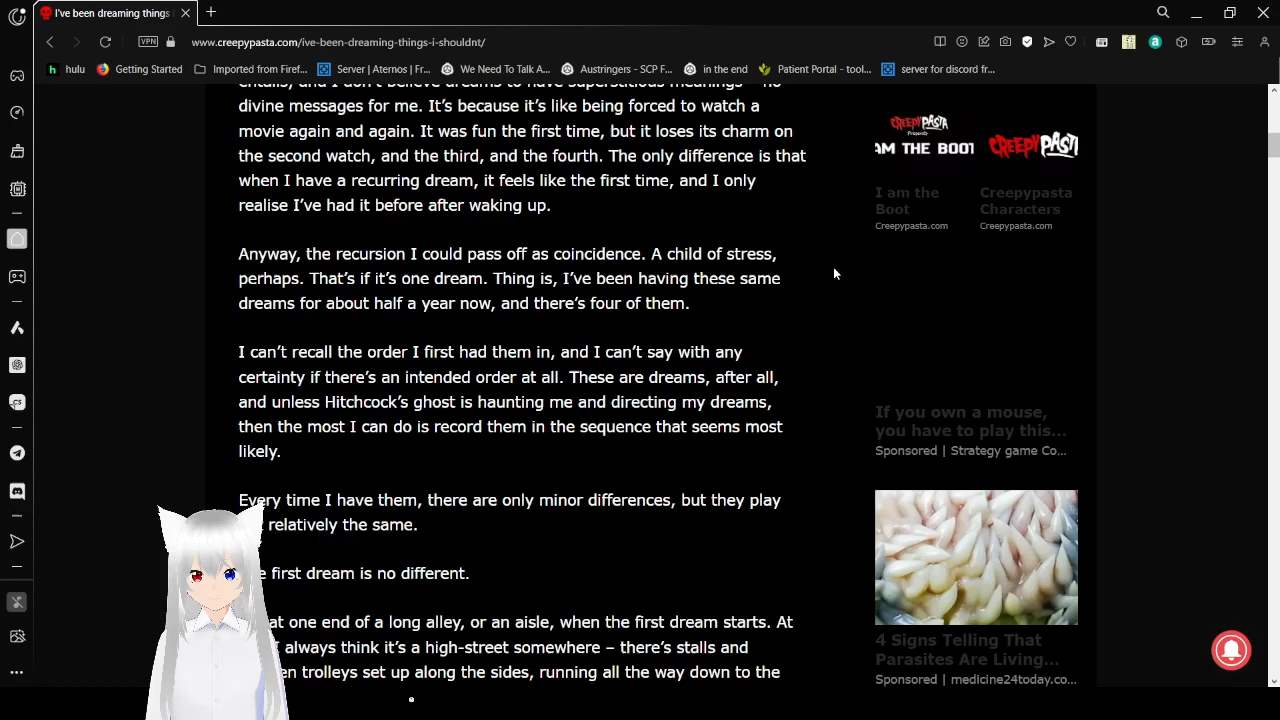 I've been dreaming things
www.creepypasta.com/ive-been-dreaming-things-i-shouldnt/
VPN
hulu
Getting Started
Imported from Firef...
Server | Aternos | Fr...
We Need To Talk A...
Austringers - SCP F...
in the end
Patient Portal - tool...
server for discord fr...
entails, and I don't believe dreams to have superstitious meanings – no
divine messages for me. It's because it's like being forced to watch a
movie again and again. It was fun the first time, but it loses its charm on
the second watch, and the third, and the fourth. The only difference is that
when I have a recurring dream, it feels like the first time, and I only
realise I've had it before after waking up.
Anyway, the recursion I could pass off as coincidence. A child of stress,
perhaps. That's if it's one dream. Thing is, I've been having these same
dreams for about half a year now, and there's four of them.
I can't recall the order I first had them in, and I can't say with any
certainty if there's an intended order at all. These are dreams, after all,
and unless Hitchcock's ghost is haunting me and directing my dreams,
then the most I can do is record them in the sequence that seems most
likely.
Every time I have them, there are only minor differences, but they play
relatively the same.
first dream is no different.
at one end of a long alley, or an aisle, when the first dream starts. At
I always think it's a high-street somewhere – there's stalls and
trolleys set up along the sides, running all the way down to the
CREEPYPASTA
Presents
AM THE BOOT
CREEPYPAST
I am the
Boot
Creepypasta.com
Creepypasta
Characters
Creepypasta.com
If you own a mouse,
you have to play this...
Sponsored | Strategy game Co...
4 Signs Telling That
Parasites Are Living...
Sponsored | medicine24today.co...